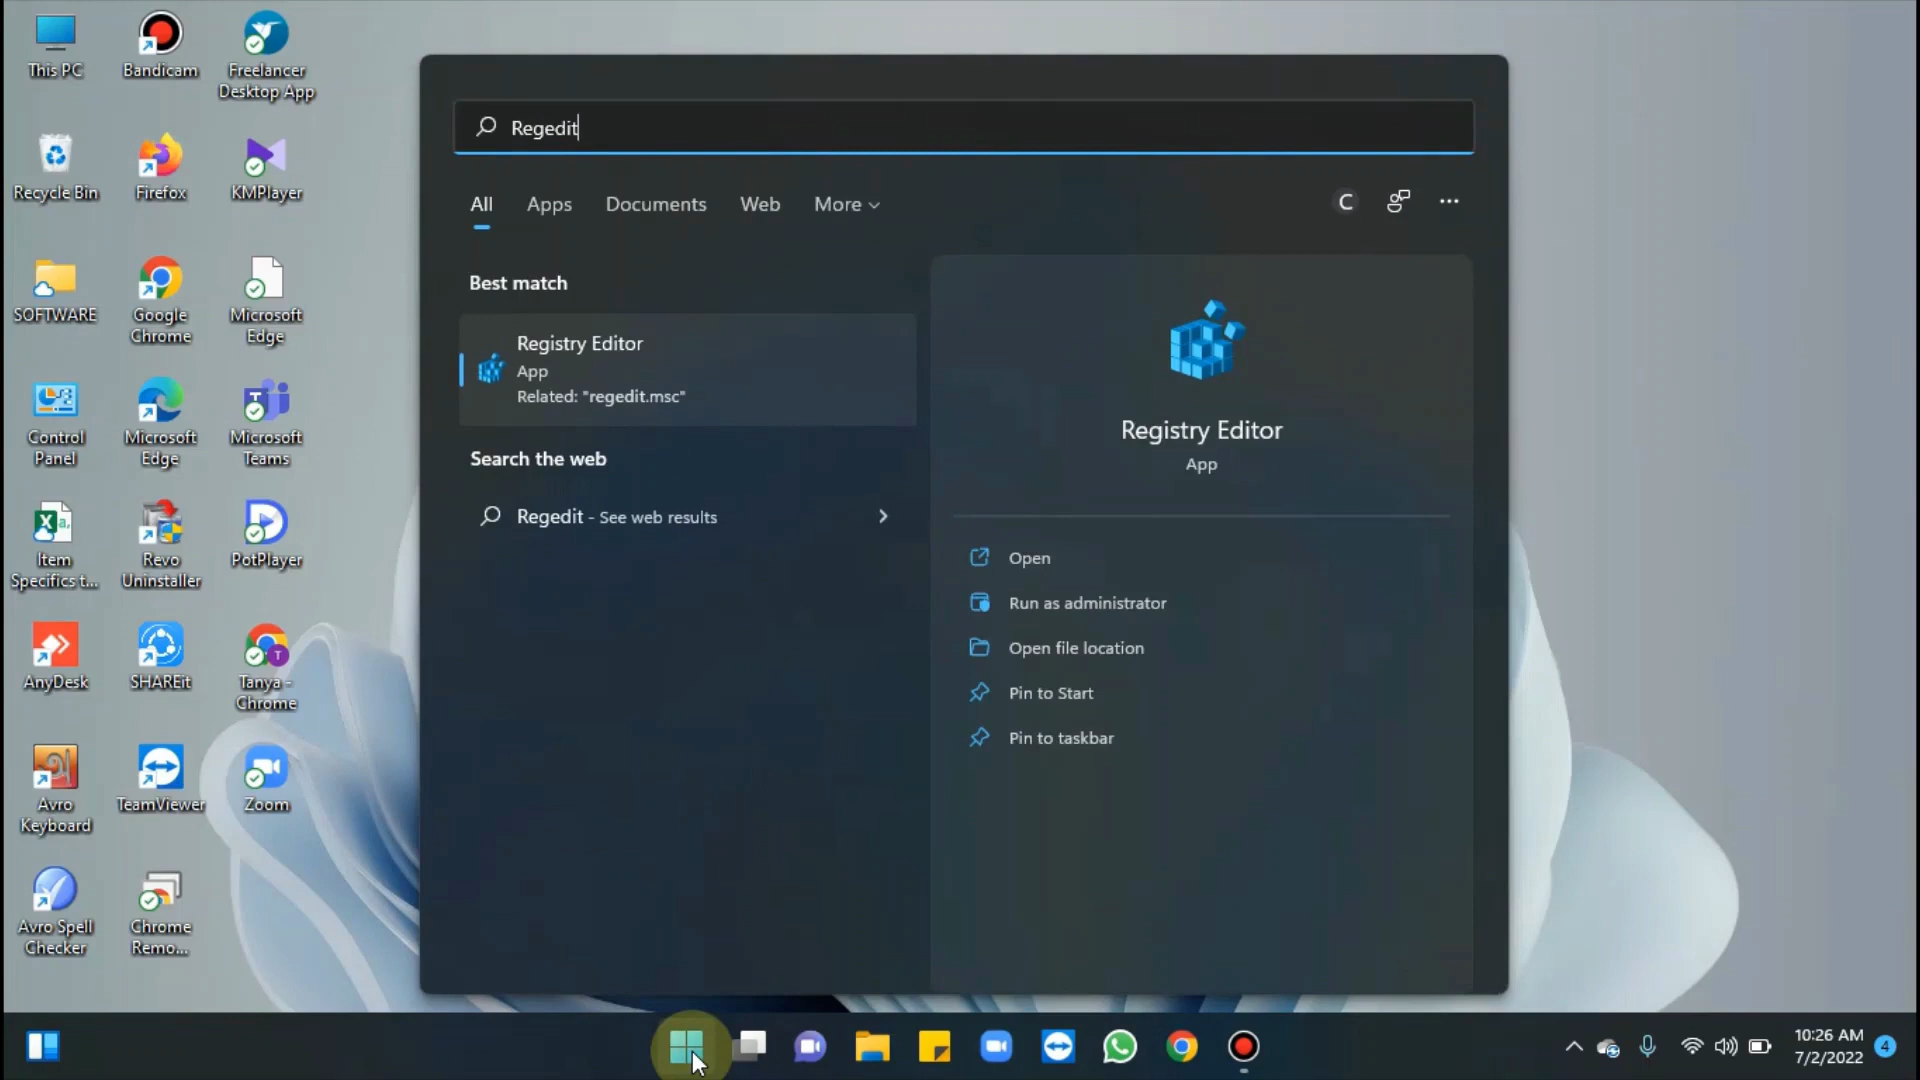 This PC
Bandicam
Freelancer
Desktop App
Recycle Bin
Firefox
KMPlayer
SOFTWARE
Google
Chrome
Microsoft
Edge
Control
Panel
Microsoft
Edge
Microsoft
Teams
Item
Specifics t...
Revo
Uninstaller
PotPlayer
AnyDesk
SHAREit
Tanya -
Chrome
Avro
Keyboard
TeamViewer
Zoom
Avro Spell
Checker
Chrome
Remo...
Regedit
All Apps Documents Web More
C
Best match
Registry Editor
App
Related: "regedit.msc"
Search the web
Regedit - See web results
Registry Editor
App
Open
Run as administrator
Open file location
Pin to Start
Pin to taskbar
10:26 AM
7/2/2022
4